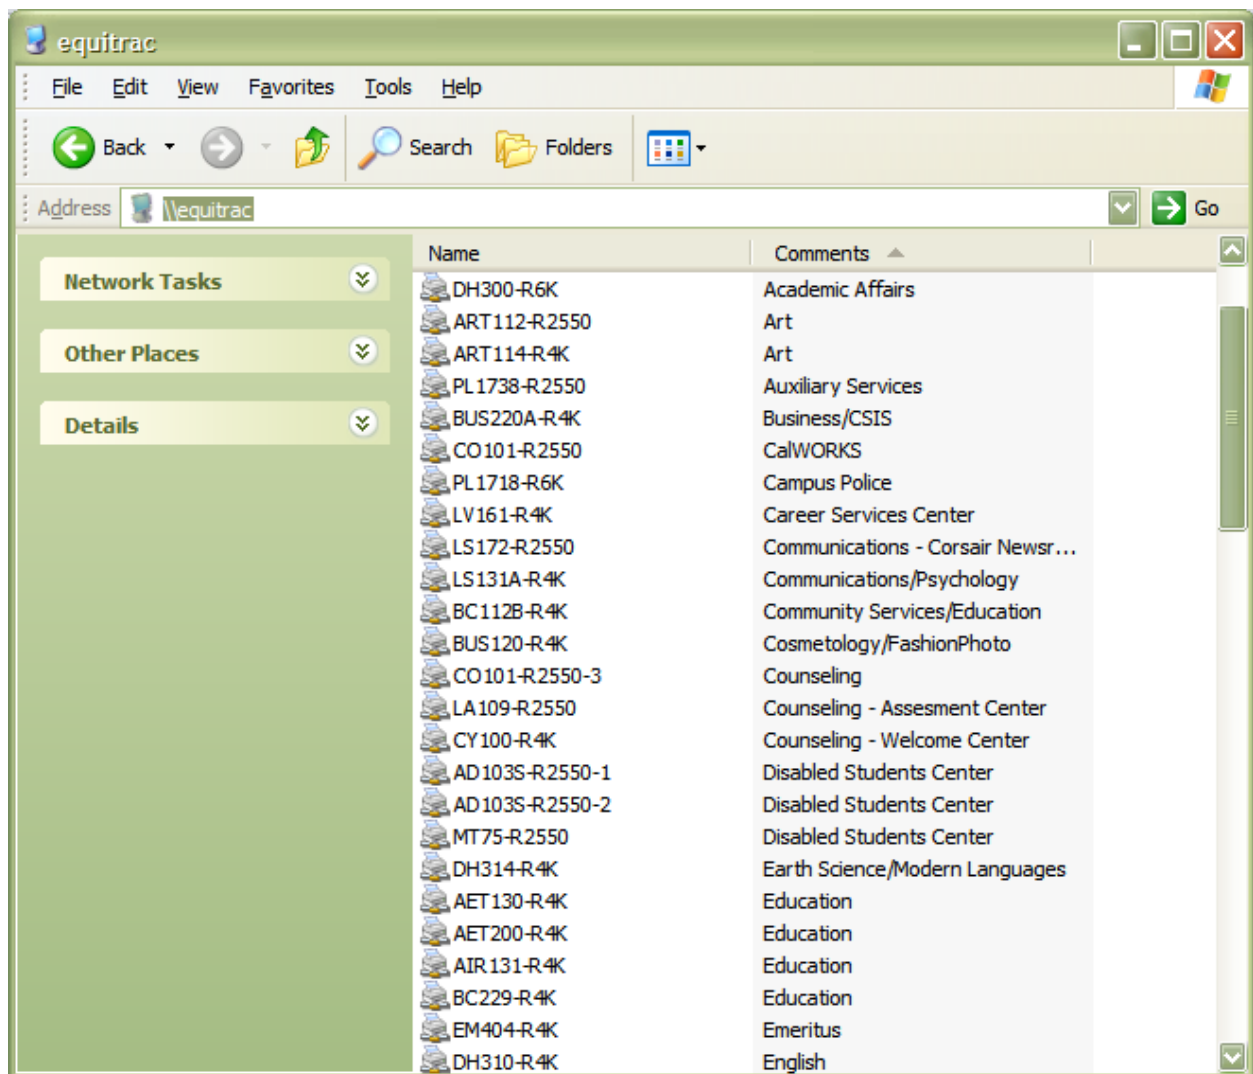 equitrac
File Edit View Favorites Tools Help
Back Search Folders
Address \\equitrac Go
Network Tasks
Other Places
Details
Name Comments
DH300-R6K Academic Affairs
ART112-R2550 Art
ART114-R4K Art
PL1738-R2550 Auxiliary Services
BUS220A-R4K Business/CSIS
CO101-R2550 CalWORKS
PL1718-R6K Campus Police
LV161-R4K Career Services Center
LS172-R2550 Communications - Corsair Newsr...
LS131A-R4K Communications/Psychology
BC112B-R4K Community Services/Education
BUS120-R4K Cosmetology/FashionPhoto
CO101-R2550-3 Counseling
LA109-R2550 Counseling - Assesment Center
CY100-R4K Counseling - Welcome Center
AD103S-R2550-1 Disabled Students Center
AD103S-R2550-2 Disabled Students Center
MT75-R2550 Disabled Students Center
DH314-R4K Earth Science/Modern Languages
AET130-R4K Education
AET200-R4K Education
AIR131-R4K Education
BC229-R4K Education
EM404-R4K Emeritus
DH310-R4K English